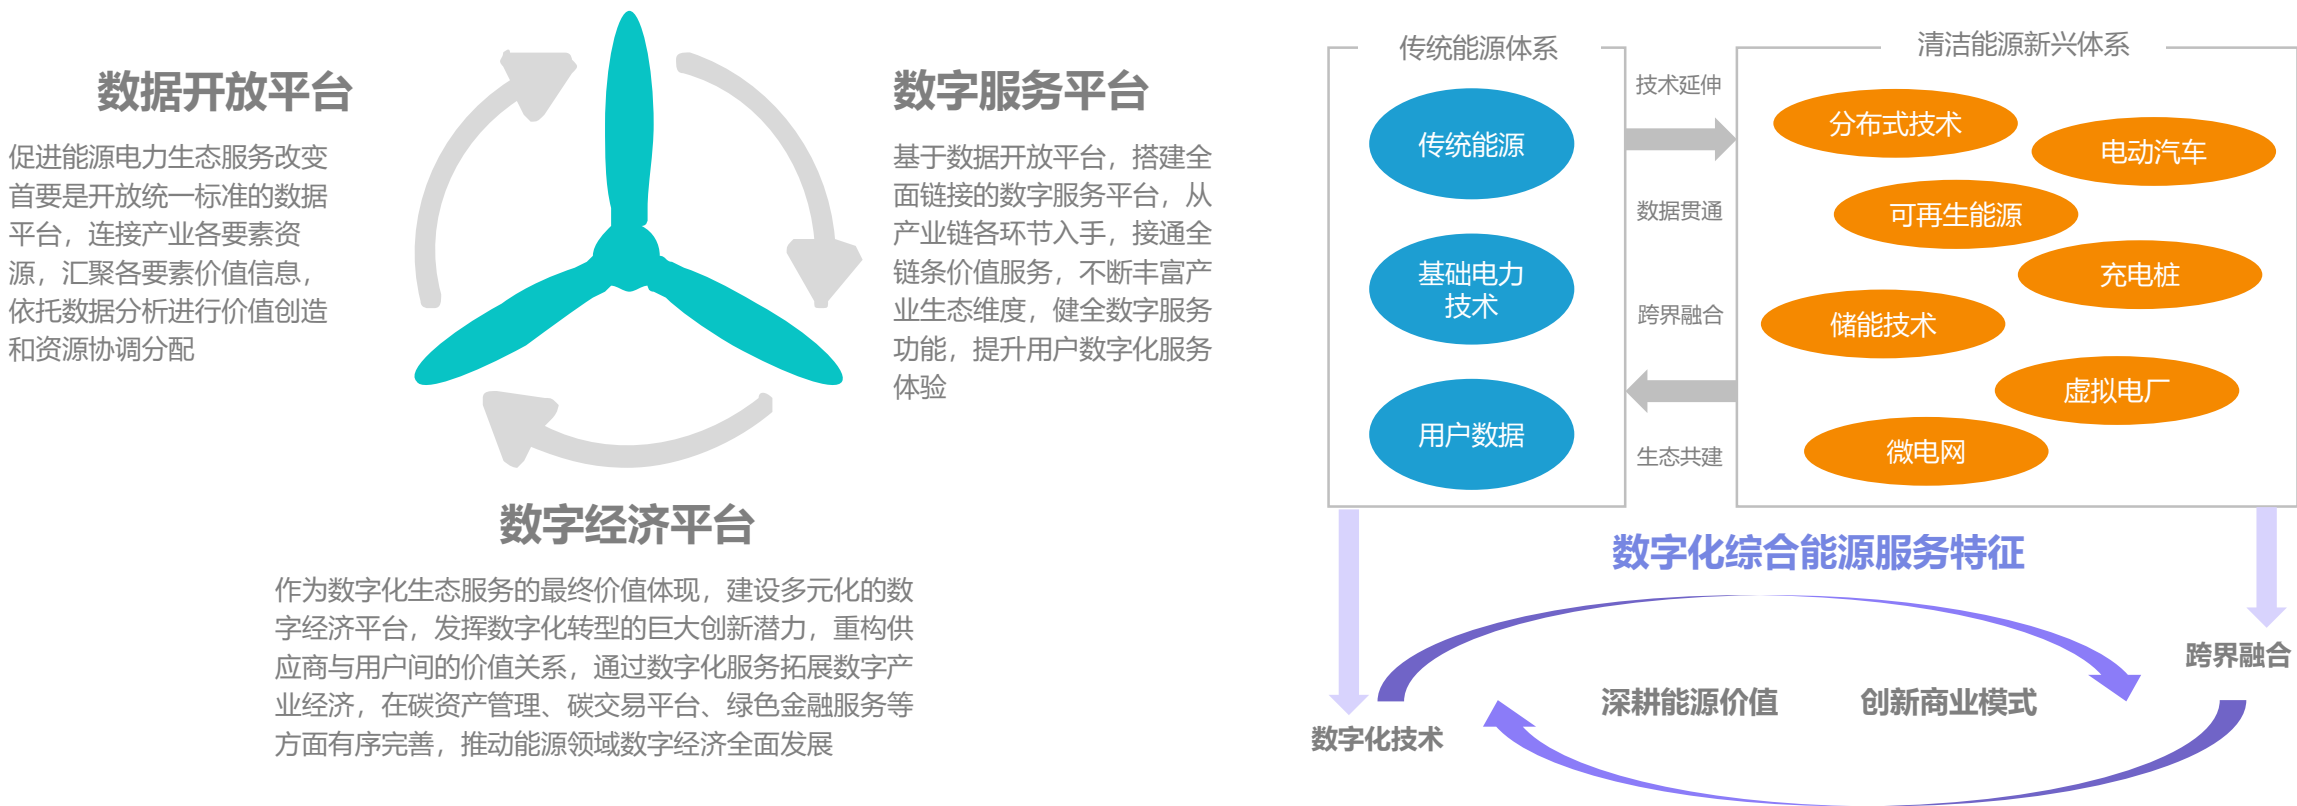 数据开放平台
促进能源电力生态服务改变
首要是开放统一标准的数据
平台，连接产业各要素资
源，汇聚各要素价值信息，
依托数据分析进行价值创造
和资源协调分配
数字服务平台
基于数据开放平台，搭建全
面链接的数字服务平台，从
产业链各环节入手，接通全
链条价值服务，不断丰富产
业生态维度，健全数字服务
功能，提升用户数字化服务
体验
数字经济平台
作为数字化生态服务的最终价值体现，建设多元化的数
字经济平台，发挥数字化转型的巨大创新潜力，重构供
应商与用户间的价值关系，通过数字化服务拓展数字产
业经济，在碳资产管理、碳交易平台、绿色金融服务等
方面有序完善，推动能源领域数字经济全面发展
传统能源体系
传统能源
基础电力
技术
用户数据
技术延伸
数据贯通
跨界融合
生态共建
清洁能源新兴体系
分布式技术
电动汽车
可再生能源
充电桩
储能技术
虚拟电厂
微电网
数字化综合能源服务特征
跨界融合
深耕能源价值
创新商业模式
数字化技术